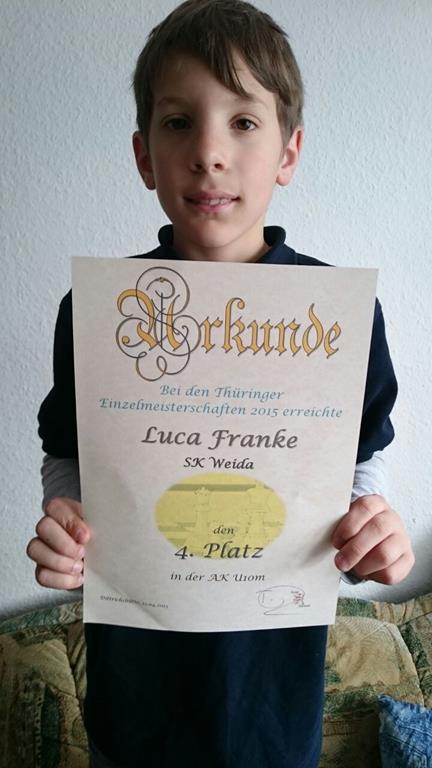 Urkunde
Bei den Thüringer
Einzelmeisterschaften 2015 erreichte
Luca Franke
SK Weida
den
4. Platz
in der AK U10m